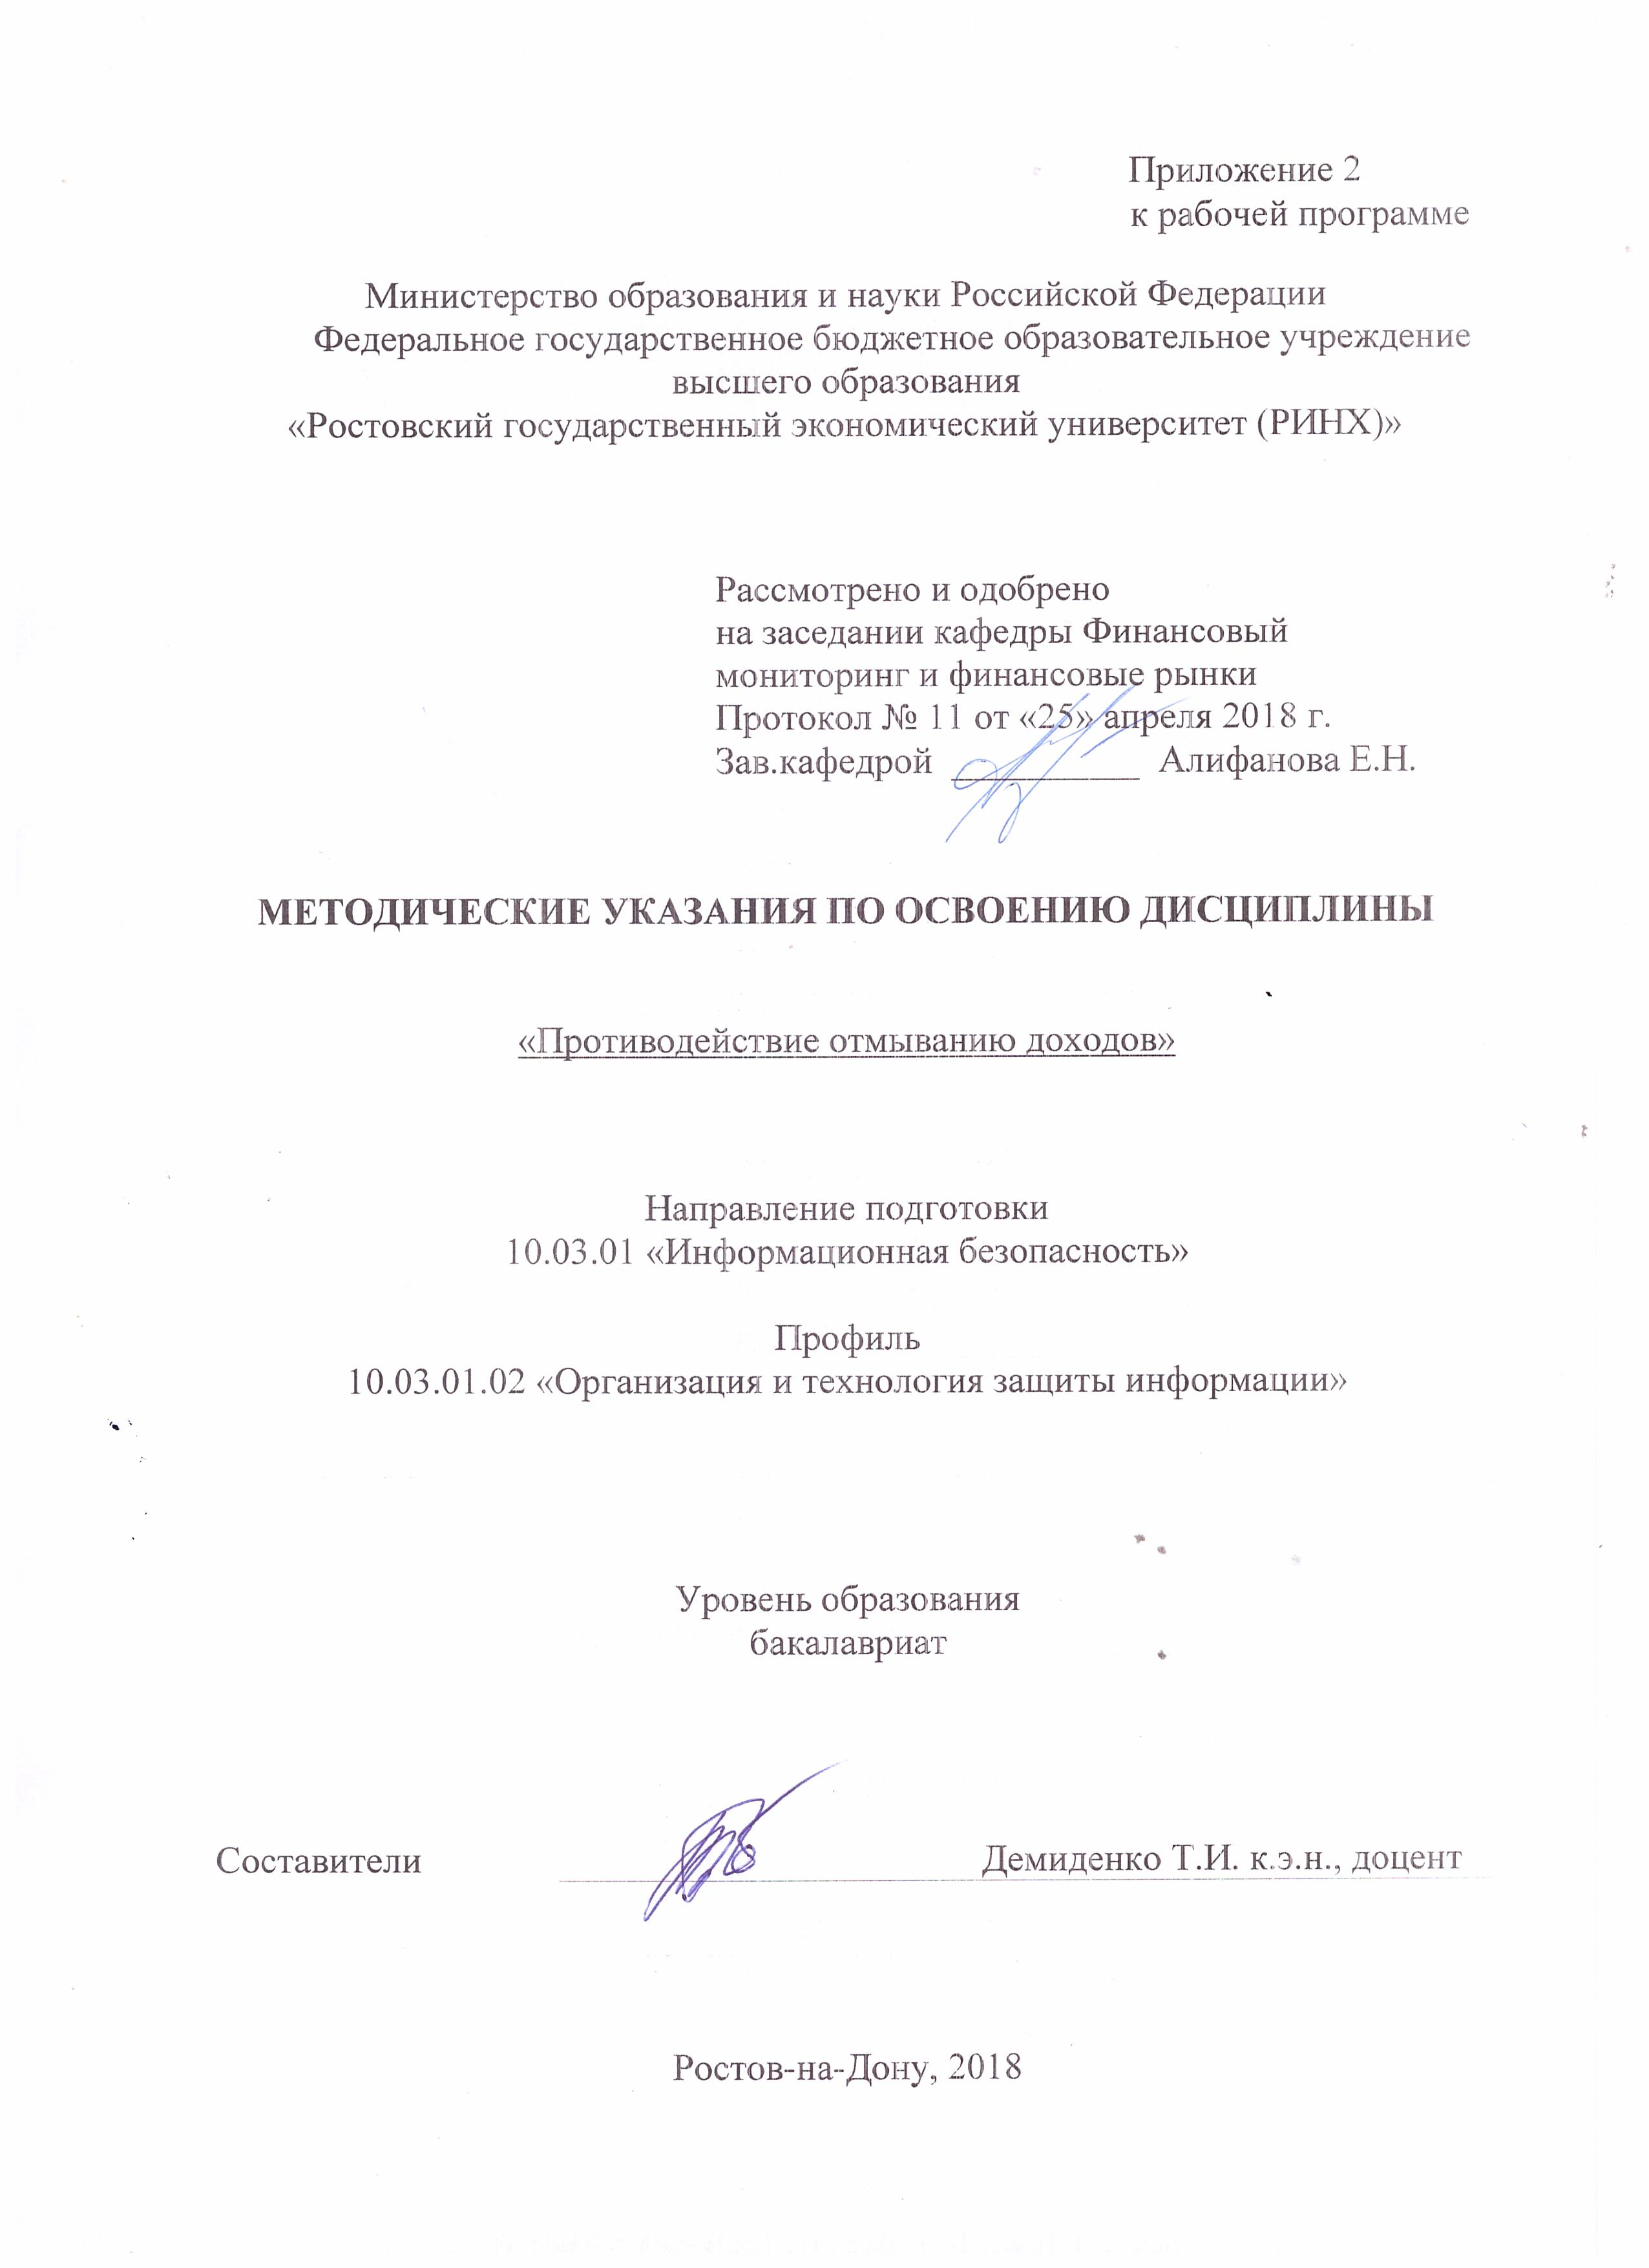 Приложение 2
к рабочей программе
Министерство образования и науки Российской Федерации
Федеральное государственное бюджетное образовательное учреждение
высшего образования
«Ростовский государственный экономический университет (РИНХ)»
Рассмотрено и одобрено
на заседании кафедры Финансовый
мониторинг и финансовые рынки
Протокол № 11 от «25» апреля 2018 г.
Зав.кафедрой __________ Алифанова Е.Н.
МЕТОДИЧЕСКИЕ УКАЗАНИЯ ПО ОСВОЕНИЮ ДИСЦИПЛИНЫ
«Противодействие отмыванию доходов»
Направление подготовки
10.03.01 «Информационная безопасность»
Профиль
10.03.01.02 «Организация и технология защиты информации»
Уровень образования
бакалавриат
Составители Демиденко Т.И. к.э.н., доцент
Ростов-на-Дону, 2018